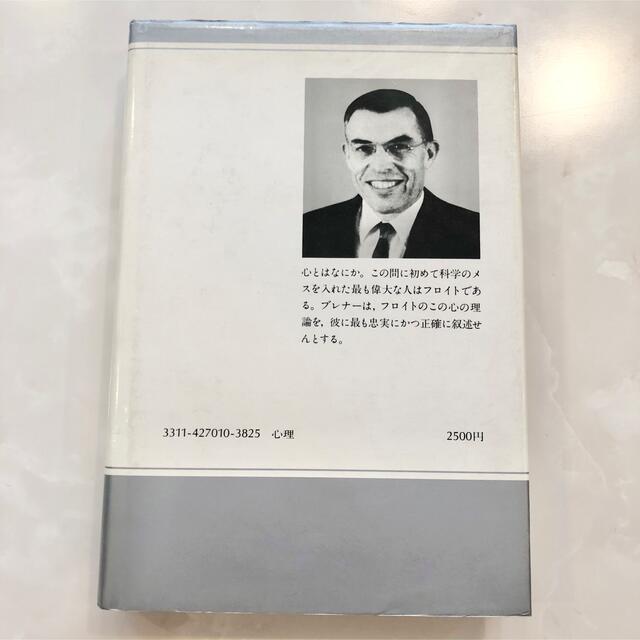 心とはなにか。この問に初めて科学のメ
スを入れた最も偉大な人はフロイトであ
る。ブレナーは，フロイトのこの心の理
論を，彼に最も忠実にかつ正確に叙述せ
んとする。
3311-427010-3825 心理 2500円